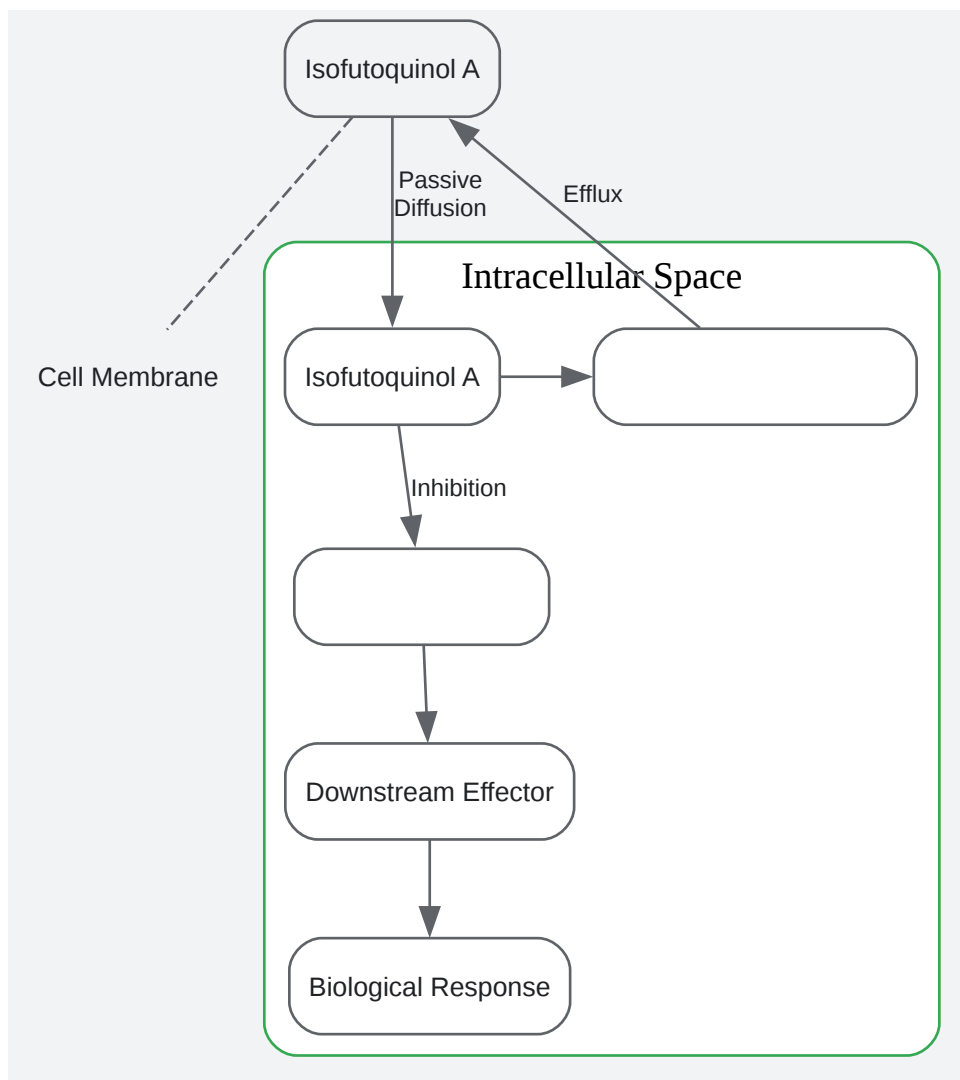 Isofutoquinol A
Passive
Diffusion
Efflux
Intracellular Space
Cell Membrane
Isofutoquinol A
Inhibition
Downstream Effector
Biological Response